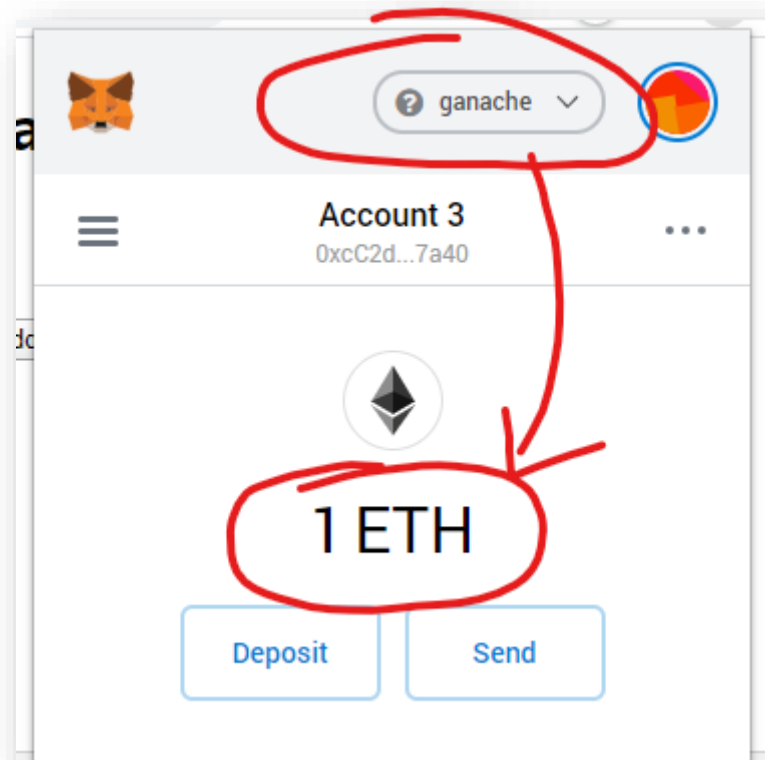 ganache
Account 3
0xcC2d...7a40
1 ETH
Deposit
Send